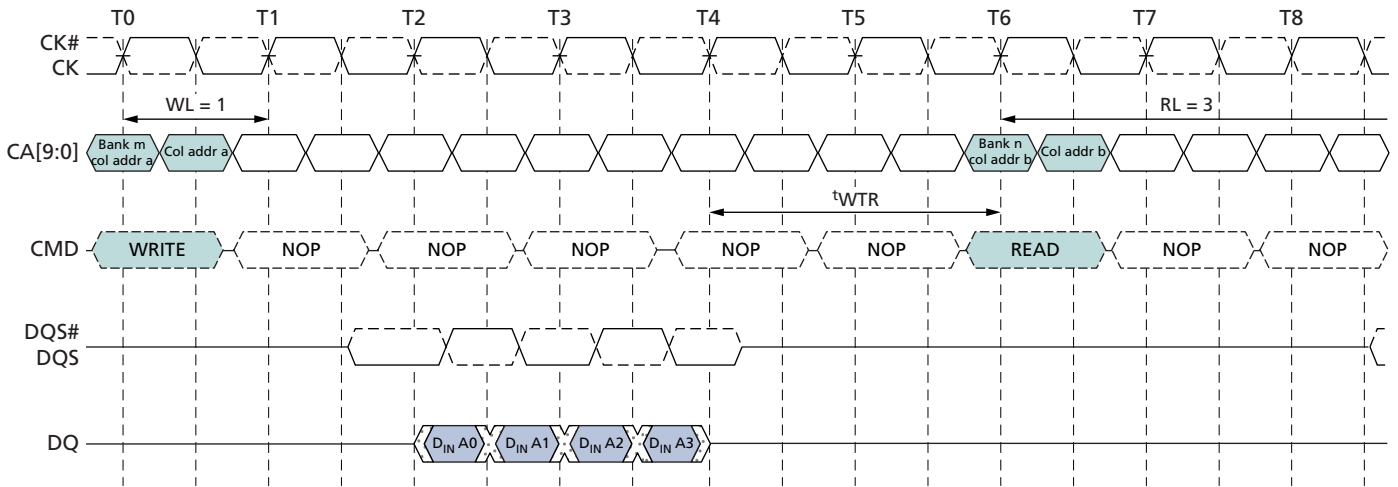 T0 T1 T2 T3 T4 T5 T6 T7 T8
CK#
CK
WL = 1
RL = 3
CA[9:0]
Bank m
col addr a
Col addr a
Bank n
col addr b
Col addr b
tWTR
CMD WRITE NOP NOP NOP NOP NOP READ NOP NOP
DQS#
DQS
DQ DIN A0 DIN A1 DIN A2 DIN A3